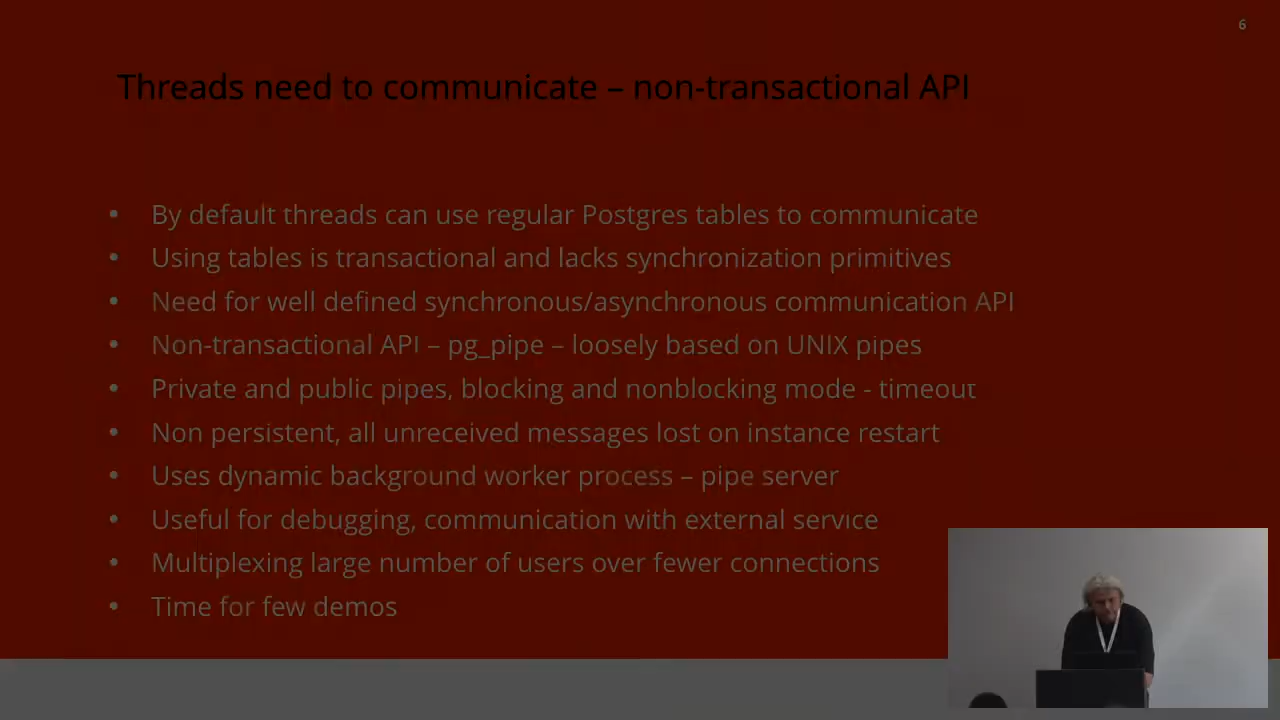 6
Threads need to communicate – non-transactional API
• By default threads can use regular Postgres tables to communicate
• Using tables is transactional and lacks synchronization primitives
• Need for well defined synchronous/asynchronous communication API
• Non-transactional API – pg_pipe – loosely based on UNIX pipes
• Private and public pipes, blocking and nonblocking mode - timeout
• Non persistent, all unreceived messages lost on instance restart
• Uses dynamic background worker process – pipe server
• Useful for debugging, communication with external service
• Multiplexing large number of users over fewer connections
• Time for few demos